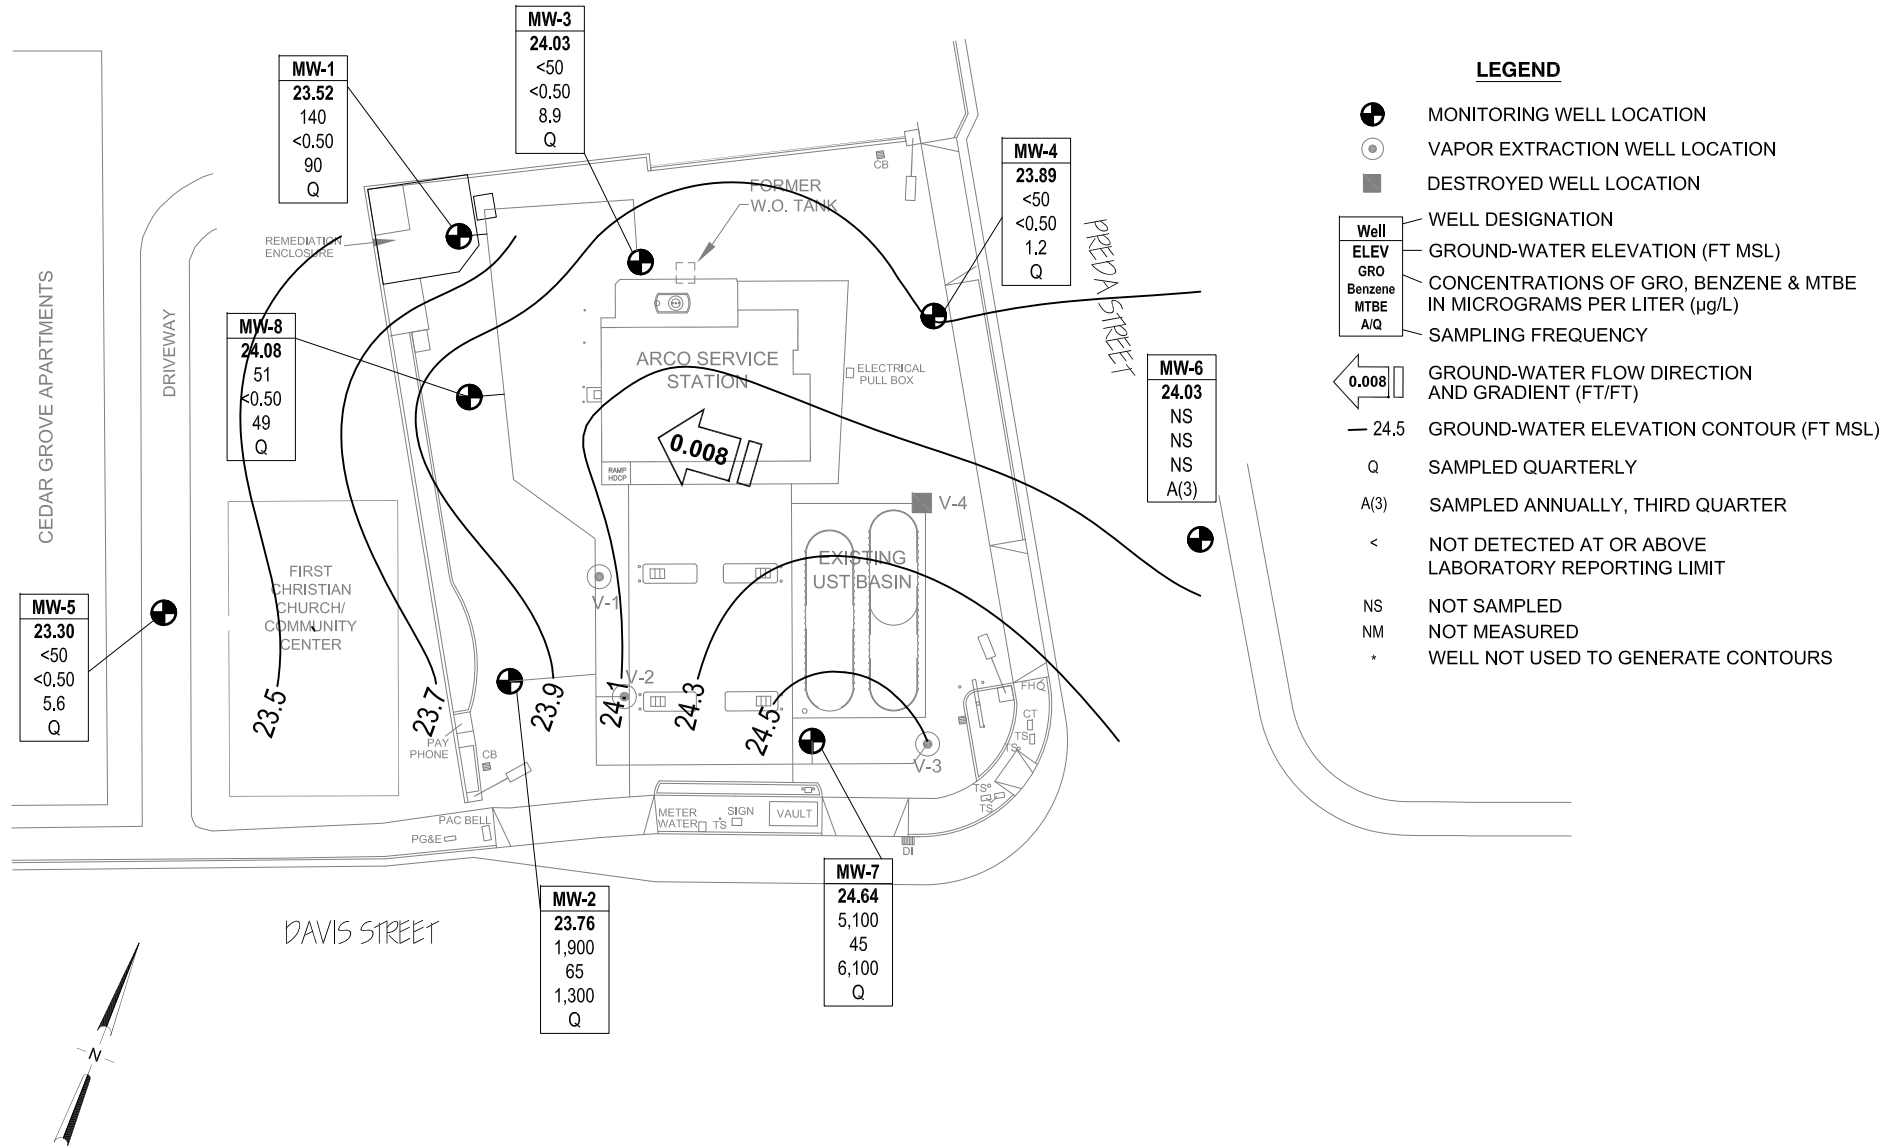 MW-3
24.03
<50
<0.50
8.9
Q
MW-1
23.52
140
<0.50
90
Q
MW-4
23.89
<50
<0.50
1.2
Q
MW-8
24.08
51
<0.50
49
Q
MW-6
24.03
NS
NS
NS
A(3)
MW-5
23.30
<50
<0.50
5.6
Q
MW-2
23.76
1,900
65
1,300
Q
MW-7
24.64
5,100
45
6,100
Q
CB
FORMER
W.O. TANK
REMEDIATION
ENCLOSURE
PREDA STREET
CEDAR GROVE APARTMENTS
DRIVEWAY
ARCO SERVICE
STATION
ELECTRICAL
PULL BOX
0.008
RAMP
HDCP
V-4
EXISTING
UST BASIN
FIRST
CHRISTIAN
CHURCH/
COMMUNITY
CENTER
V-1
V-2
V-3
23.5
23.7
23.9
24.1
24.3
24.5
PAY
PHONE
CB
FHQ
CT
TS
TS
TS
TS
PAC BELL
PG&E
METER
WATER
TS
SIGN
VAULT
DI
DAVIS STREET
N
LEGEND
MONITORING WELL LOCATION
VAPOR EXTRACTION WELL LOCATION
DESTROYED WELL LOCATION
Well
ELEV
GRO
Benzene
MTBE
A/Q
WELL DESIGNATION
GROUND-WATER ELEVATION (FT MSL)
CONCENTRATIONS OF GRO, BENZENE & MTBE
IN MICROGRAMS PER LITER (µg/L)
SAMPLING FREQUENCY
0.008 GROUND-WATER FLOW DIRECTION
AND GRADIENT (FT/FT)
24.5 GROUND-WATER ELEVATION CONTOUR (FT MSL)
Q SAMPLED QUARTERLY
A(3) SAMPLED ANNUALLY, THIRD QUARTER
< NOT DETECTED AT OR ABOVE
LABORATORY REPORTING LIMIT
NS NOT SAMPLED
NM NOT MEASURED
* WELL NOT USED TO GENERATE CONTOURS